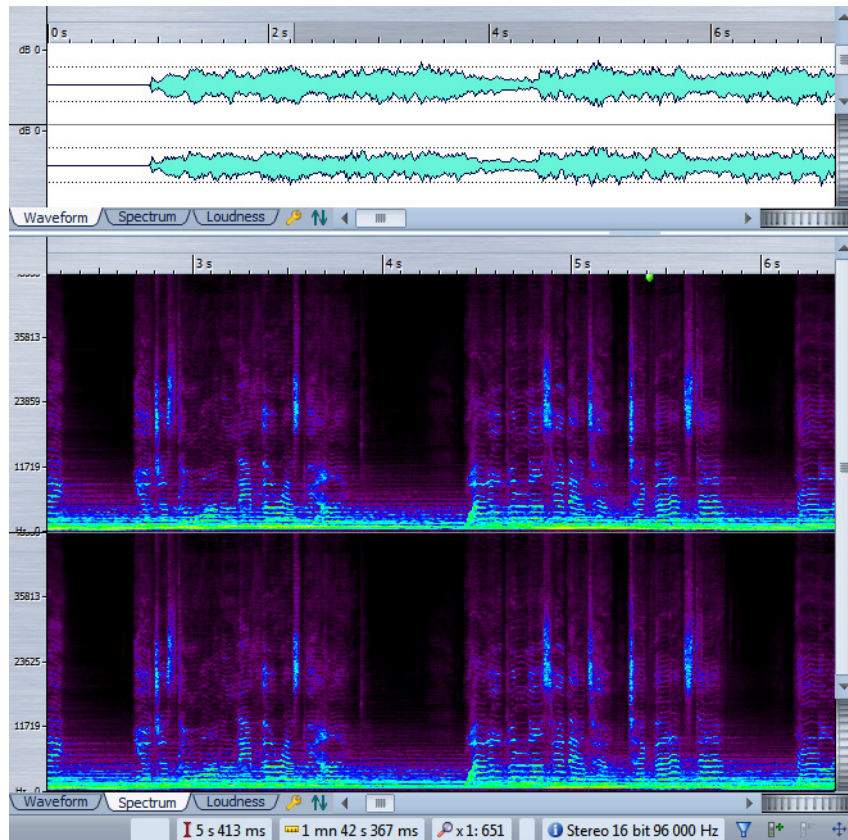 0 s 2 s 4 s 6 s
dB 0
dB 0
Waveform Spectrum Loudness
3 s 4 s 5 s 6 s
35813
23859
11719
Hz 0
35813
23625
11719
Hz 0
Waveform Spectrum Loudness
5 s 413 ms 1 mn 42 s 367 ms x 1: 651 Stereo 16 bit 96 000 Hz